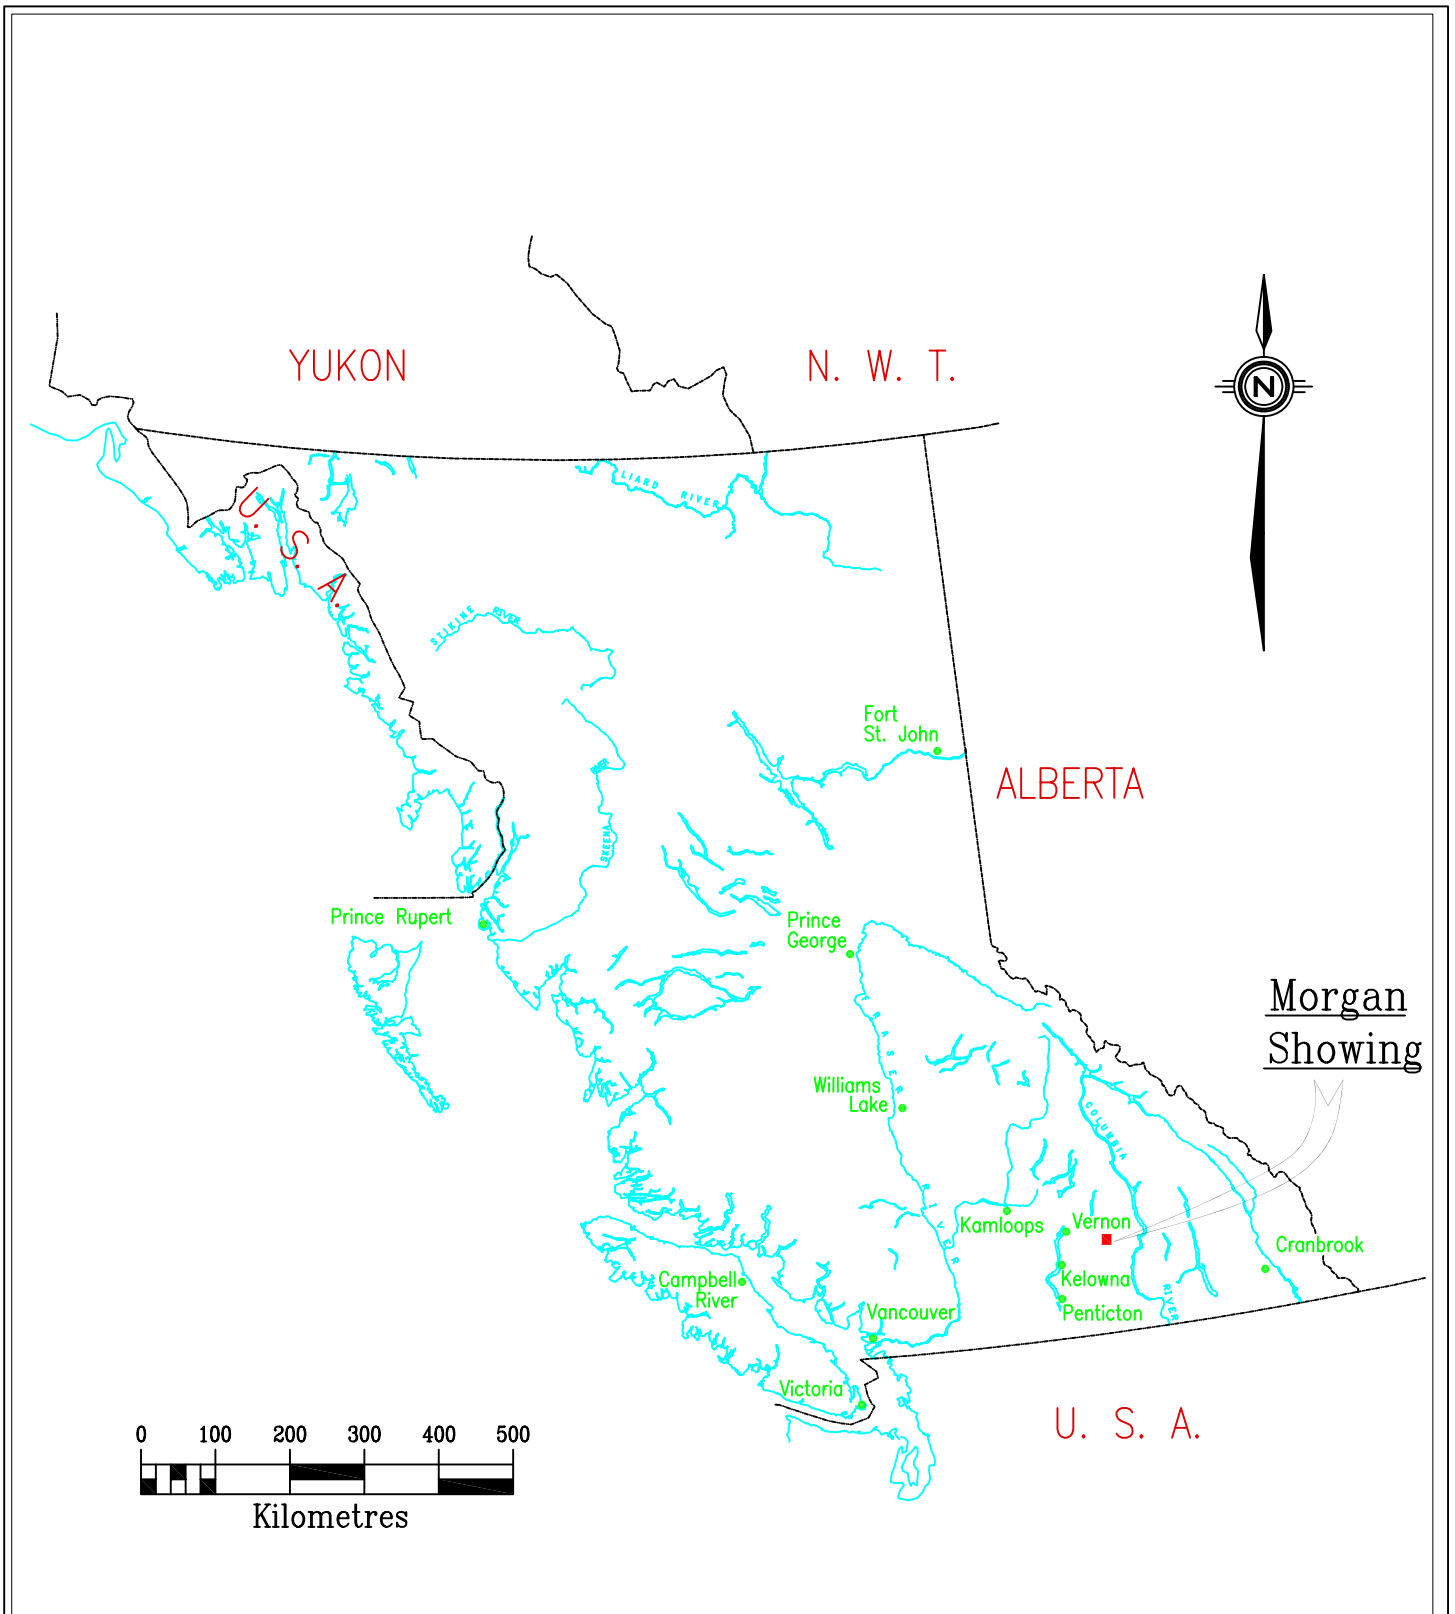 YUKON
N. W. T.
N
LIARD RIVER
U. S. A.
STIKINE RIVER
Fort
St. John
ALBERTA
SKEENA
Prince Rupert
Prince
George
Morgan
Showing
FRASER RIVER
Williams
Lake
COLUMBIA RIVER
Kamloops
Vernon
Cranbrook
Kelowna
Campbell
River
Penticton
Vancouver
Victoria
U. S. A.
0 100 200 300 400 500
Kilometres